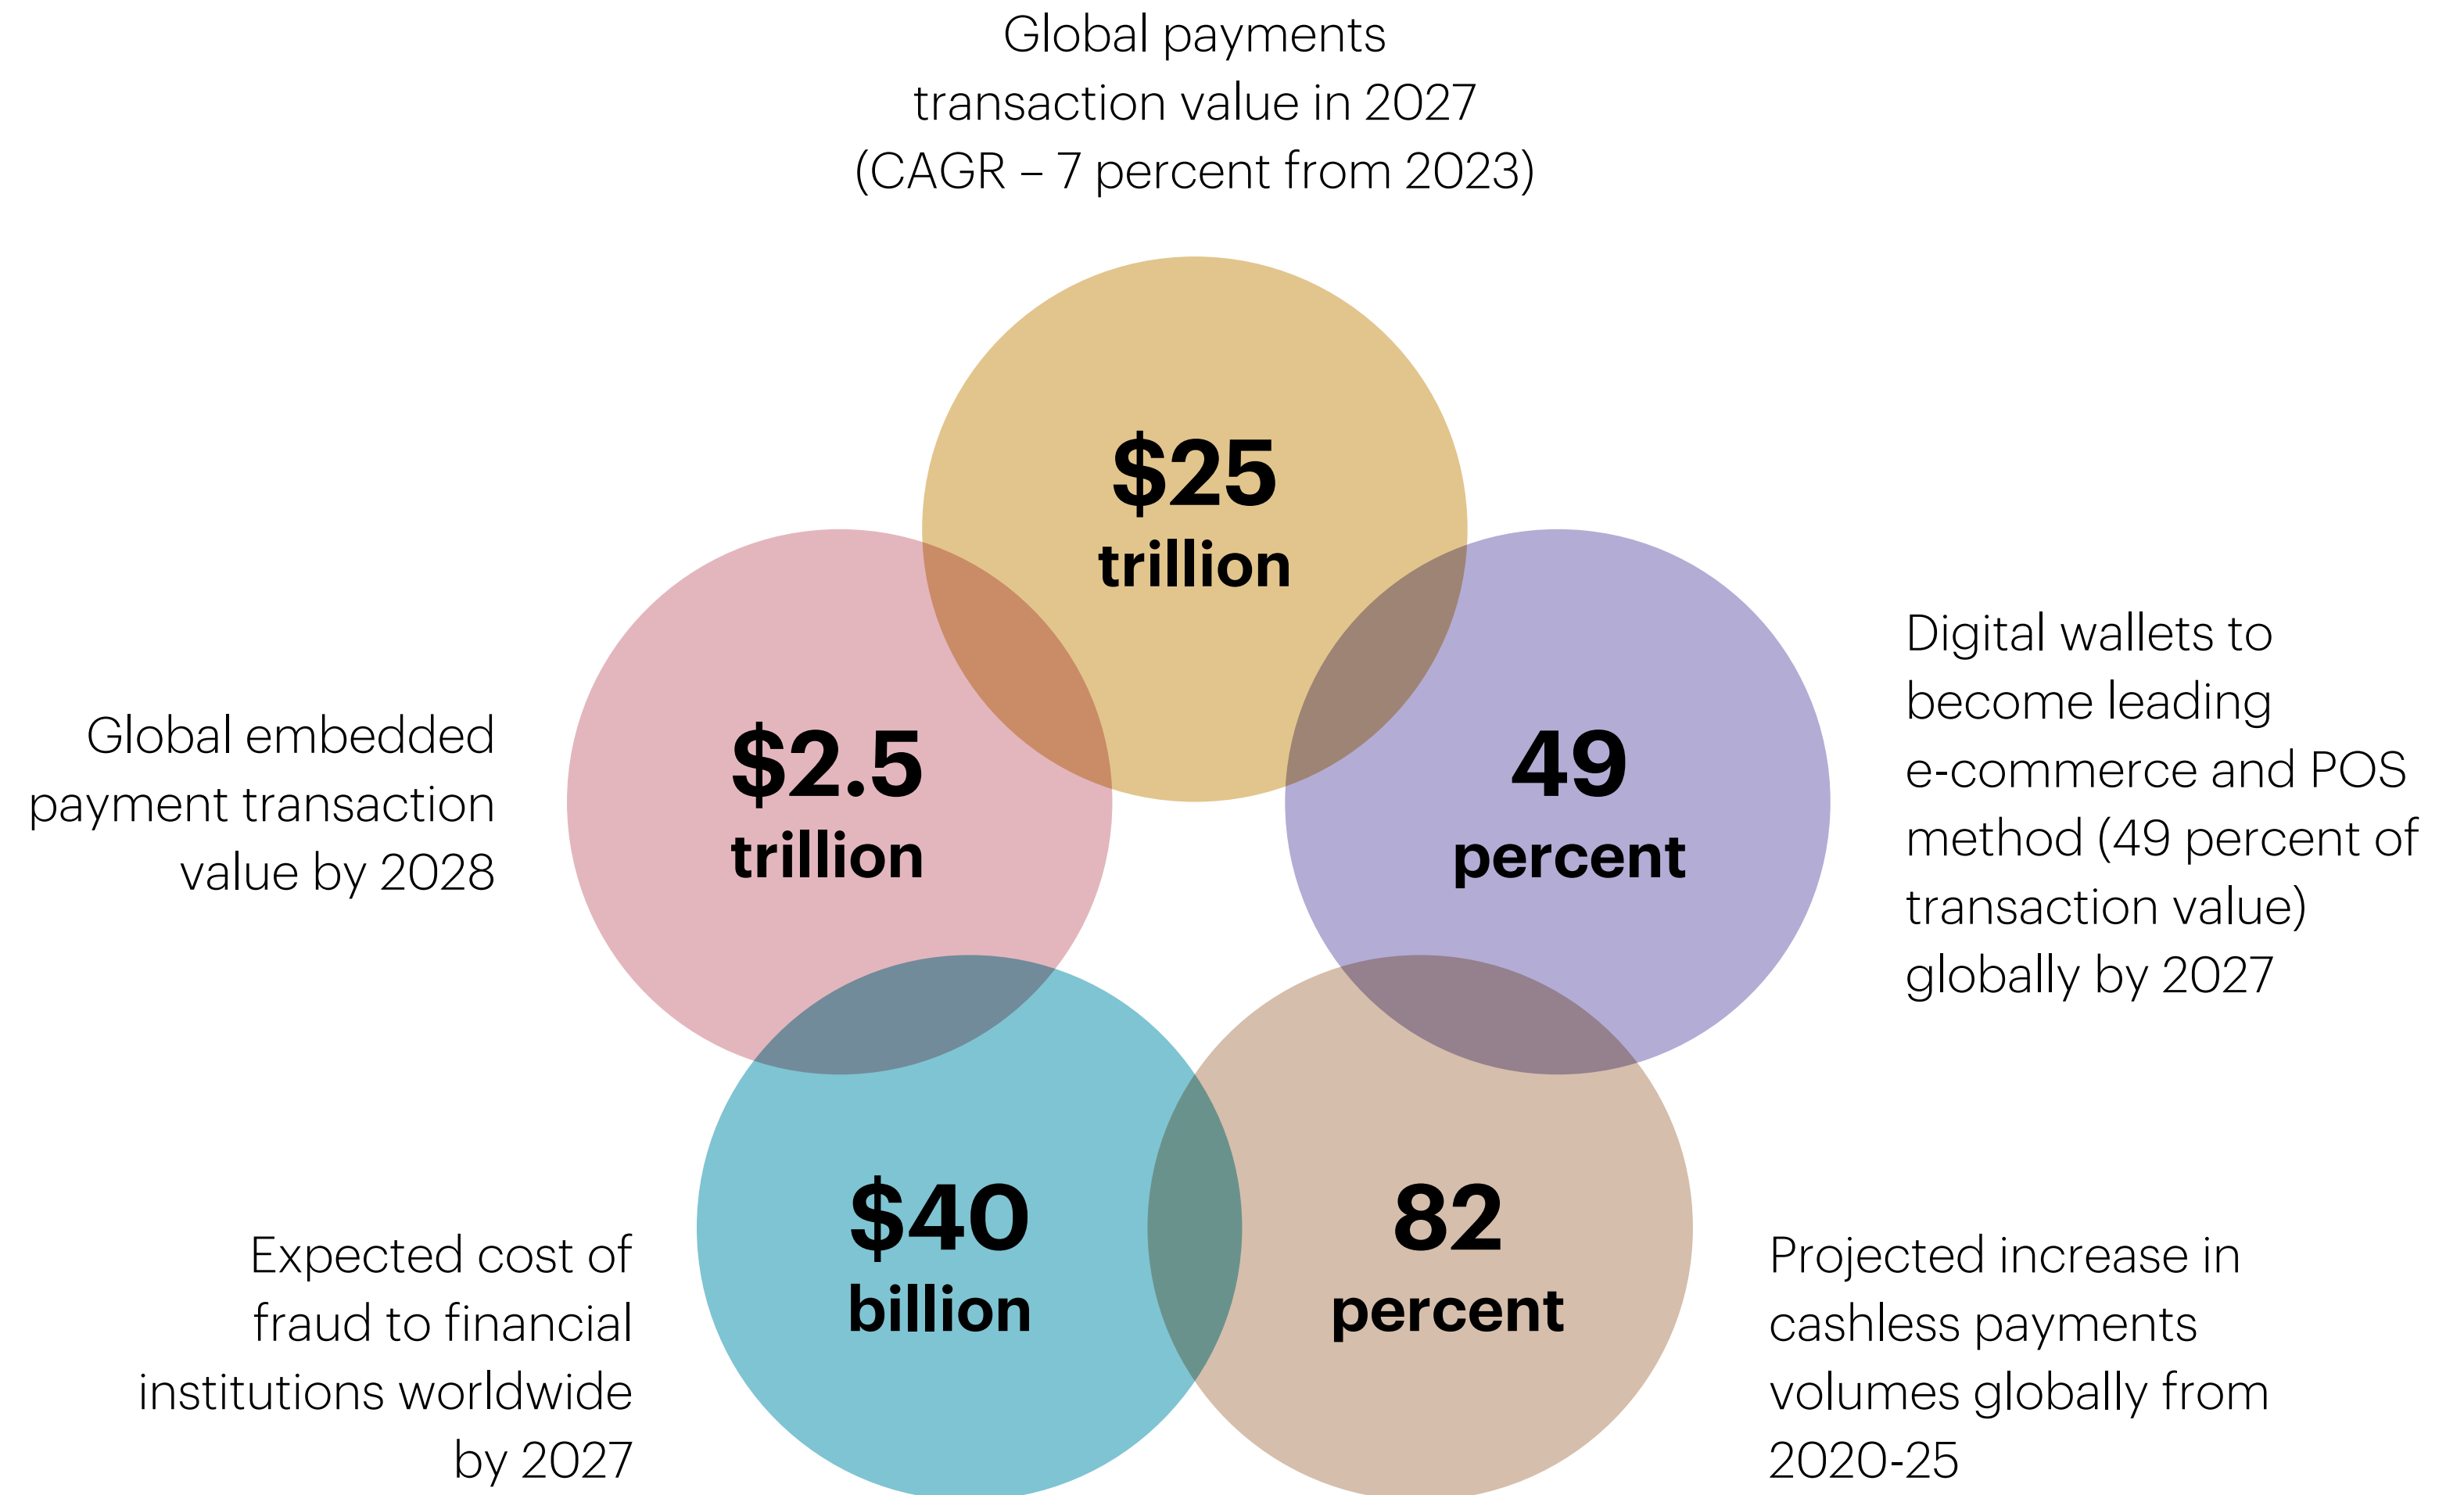 Global payments
transaction value in 2027
(CAGR – 7 percent from 2023)
$25
trillion
Global embedded
payment transaction
value by 2028
$2.5
trillion
49
percent
Digital wallets to
become leading
e-commerce and POS
method (49 percent of
transaction value)
globally by 2027
Expected cost of
fraud to financial
institutions worldwide
by 2027
$40
billion
82
percent
Projected increase in
cashless payments
volumes globally from
2020-25